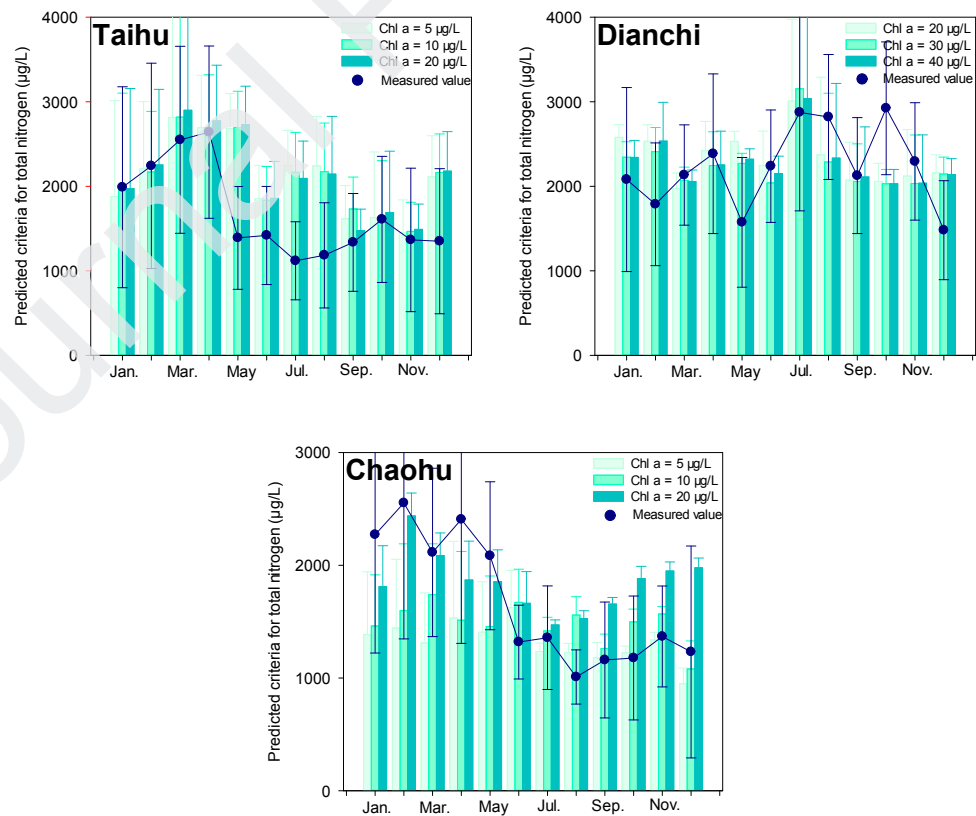 Taihu
Chl a = 5 µg/L
Chl a = 10 µg/L
Chl a = 20 µg/L
Measured value
Predicted criteria for total nitrogen (µg/L)
4000
3000
2000
1000
0
Jan. Mar. May Jul. Sep. Nov.
Dianchi
Chl a = 20 µg/L
Chl a = 30 µg/L
Chl a = 40 µg/L
Measured value
Predicted criteria for total nitrogen (µg/L)
4000
3000
2000
1000
0
Jan. Mar. May Jul. Sep. Nov.
Chaohu
Chl a = 5 µg/L
Chl a = 10 µg/L
Chl a = 20 µg/L
Measured value
Predicted criteria for total nitrogen (µg/L)
3000
2000
1000
0
Jan. Mar. May Jul. Sep. Nov.